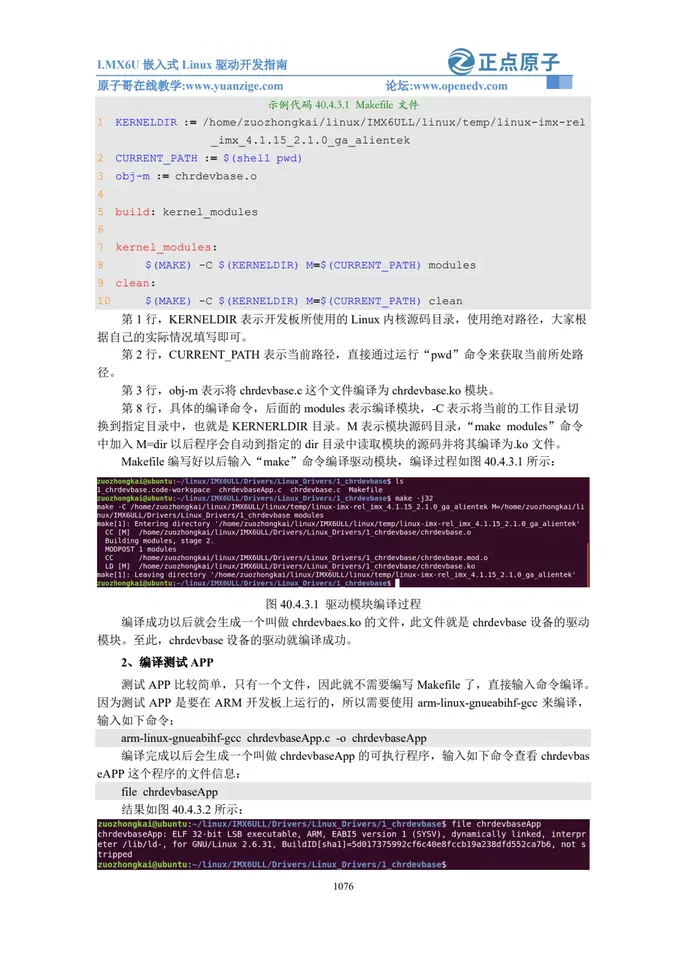 I.MX6U 嵌入式 Linux 驱动开发指南
正点原子
原子哥在线教学:www.yuanzige.com 论坛:www.openedv.com
示例代码 40.4.3.1 Makefile 文件
1 KERNELDIR := /home/zuozhongkai/linux/IMX6ULL/linux/temp/linux-imx-rel
_imx_4.1.15_2.1.0_ga_alientek
2 CURRENT_PATH := $(shell pwd)
3 obj-m := chrdevbase.o
4
5 build: kernel_modules
6
7 kernel_modules:
8 $(MAKE) -C $(KERNELDIR) M=$(CURRENT_PATH) modules
9 clean:
10 $(MAKE) -C $(KERNELDIR) M=$(CURRENT_PATH) clean
第 1 行，KERNELDIR 表示开发板所使用的 Linux 内核源码目录，使用绝对路径，大家根
据自己的实际情况填写即可。
第 2 行，CURRENT_PATH 表示当前路径，直接通过运行“pwd”命令来获取当前所处路
径。
第 3 行，obj-m 表示将 chrdevbase.c 这个文件编译为 chrdevbase.ko 模块。
第 8 行，具体的编译命令，后面的 modules 表示编译模块，-C 表示将当前的工作目录切
换到指定目录中，也就是 KERNERLDIR 目录。M 表示模块源码目录，“make modules”命令
中加入 M=dir 以后程序会自动到指定的 dir 目录中读取模块的源码并将其编译为.ko 文件。
Makefile 编写好以后输入“make”命令编译驱动模块，编译过程如图 40.4.3.1 所示：
zuozhongkai@ubuntu:~/linux/IMX6ULL/Drivers/Linux_Drivers/1_chrdevbase$ ls
1_chrdevbase.code-workspace chrdevbaseApp.c chrdevbase.c Makefile
zuozhongkai@ubuntu:~/linux/IMX6ULL/Drivers/Linux_Drivers/1_chrdevbase$ make -j32
make -C /home/zuozhongkai/linux/IMX6ULL/linux/temp/linux-imx-rel_imx_4.1.15_2.1.0_ga_alientek M=/home/zuozhongkai/li
nux/IMX6ULL/Drivers/Linux_Drivers/1_chrdevbase modules
make[1]: Entering directory '/home/zuozhongkai/linux/IMX6ULL/linux/temp/linux-imx-rel_imx_4.1.15_2.1.0_ga_alientek'
CC [M] /home/zuozhongkai/linux/IMX6ULL/Drivers/Linux_Drivers/1_chrdevbase/chrdevbase.o
Building modules, stage 2.
MODPOST 1 modules
CC /home/zuozhongkai/linux/IMX6ULL/Drivers/Linux_Drivers/1_chrdevbase/chrdevbase.mod.o
LD [M] /home/zuozhongkai/linux/IMX6ULL/Drivers/Linux_Drivers/1_chrdevbase/chrdevbase.ko
make[1]: Leaving directory '/home/zuozhongkai/linux/IMX6ULL/linux/temp/linux-imx-rel_imx_4.1.15_2.1.0_ga_alientek'
zuozhongkai@ubuntu:~/linux/IMX6ULL/Drivers/Linux_Drivers/1_chrdevbase$
图 40.4.3.1 驱动模块编译过程
编译成功以后就会生成一个叫做 chrdevbaes.ko 的文件，此文件就是 chrdevbase 设备的驱动
模块。至此，chrdevbase 设备的驱动就编译成功。
2、编译测试 APP
测试 APP 比较简单，只有一个文件，因此就不需要编写 Makefile 了，直接输入命令编译。
因为测试 APP 是要在 ARM 开发板上运行的，所以需要使用 arm-linux-gnueabihf-gcc 来编译，
输入如下命令：
arm-linux-gnueabihf-gcc chrdevbaseApp.c -o chrdevbaseApp
编译完成以后会生成一个叫做 chrdevbaseApp 的可执行程序，输入如下命令查看 chrdevbas
eAPP 这个程序的文件信息：
file chrdevbaseApp
结果如图 40.4.3.2 所示：
zuozhongkai@ubuntu:~/linux/IMX6ULL/Drivers/Linux_Drivers/1_chrdevbase$ file chrdevbaseApp
chrdevbaseApp: ELF 32-bit LSB executable, ARM, EABI5 version 1 (SYSV), dynamically linked, interpr
eter /lib/ld-, for GNU/Linux 2.6.31, BuildID[sha1]=5d017375992cf6c40e8fccb19a238dfd552ca7b6, not s
tripped
zuozhongkai@ubuntu:~/linux/IMX6ULL/Drivers/Linux_Drivers/1_chrdevbase$
1076